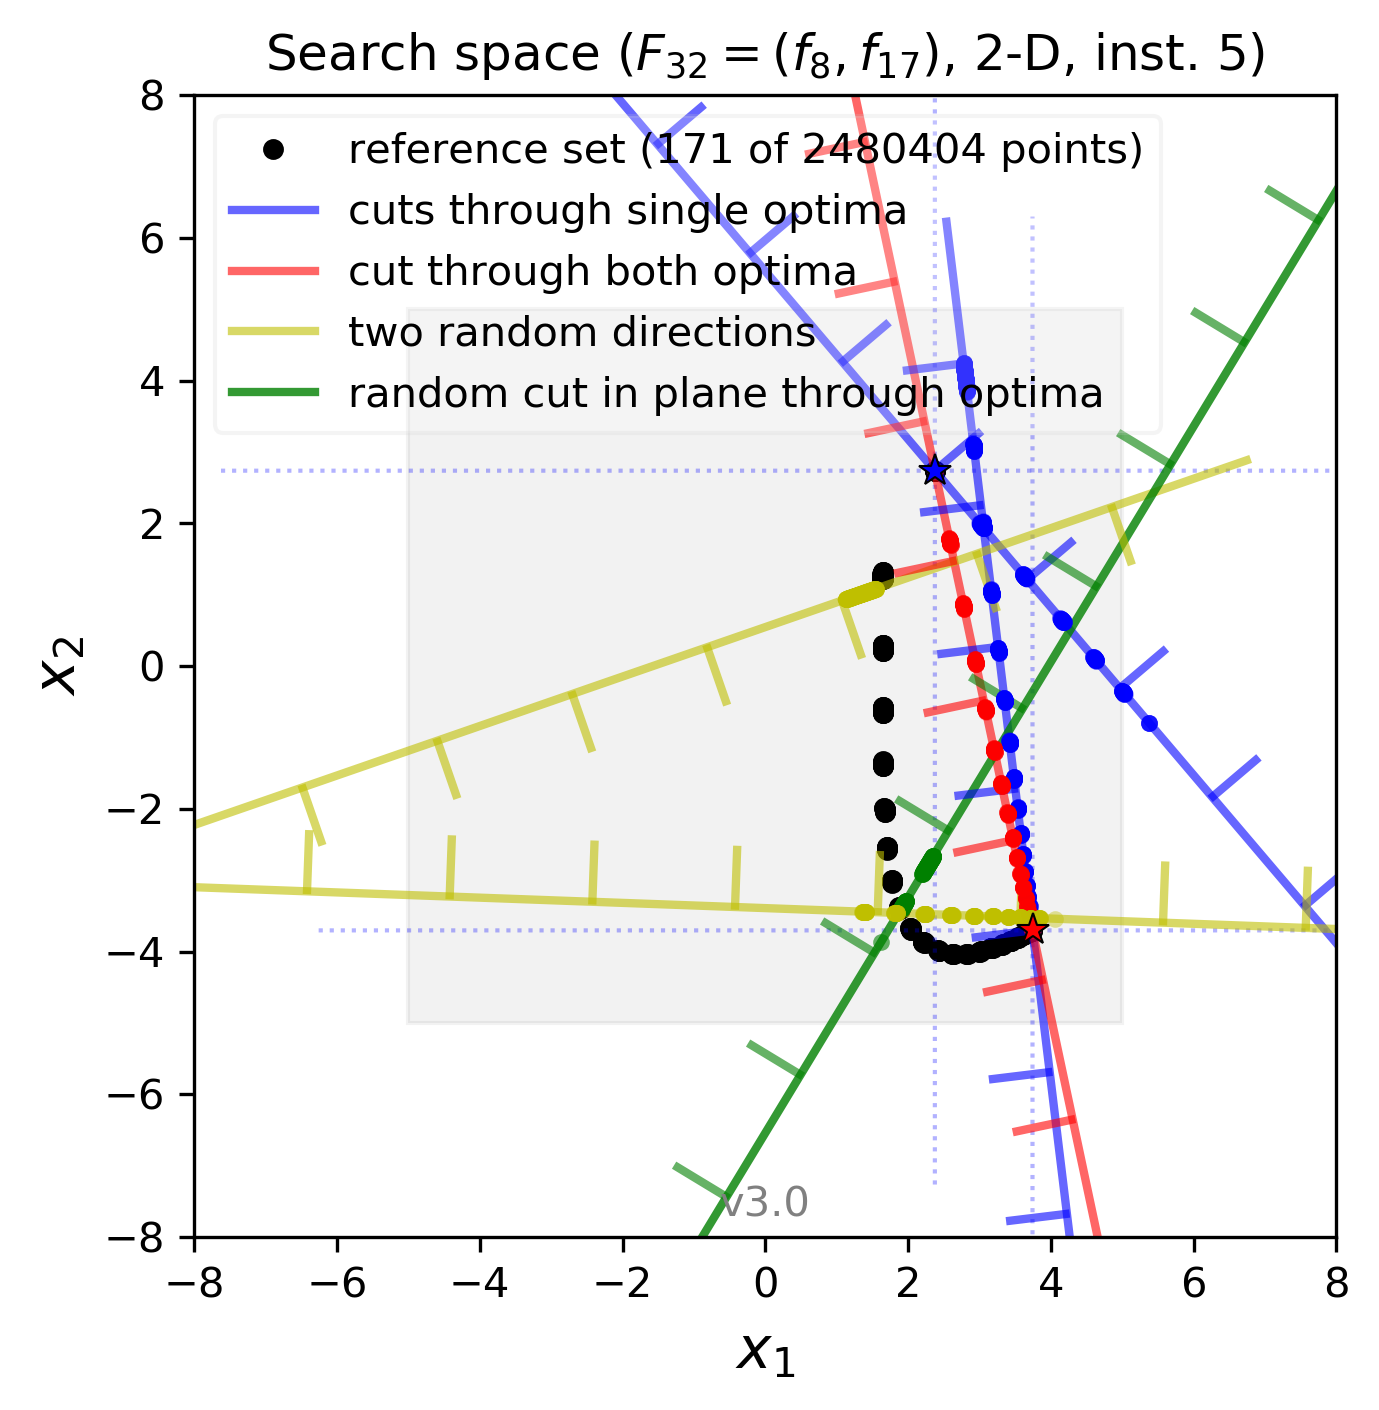 Search space (F₃₂ = (f₈, f₁₇), 2-D, inst. 5)
reference set (171 of 2480404 points)
cuts through single optima
cut through both optima
two random directions
random cut in plane through optima
8
6
4
2
0
−2
−4
−6
−8
x₂
v3.0
−8 −6 −4 −2 0 2 4 6 8
x₁